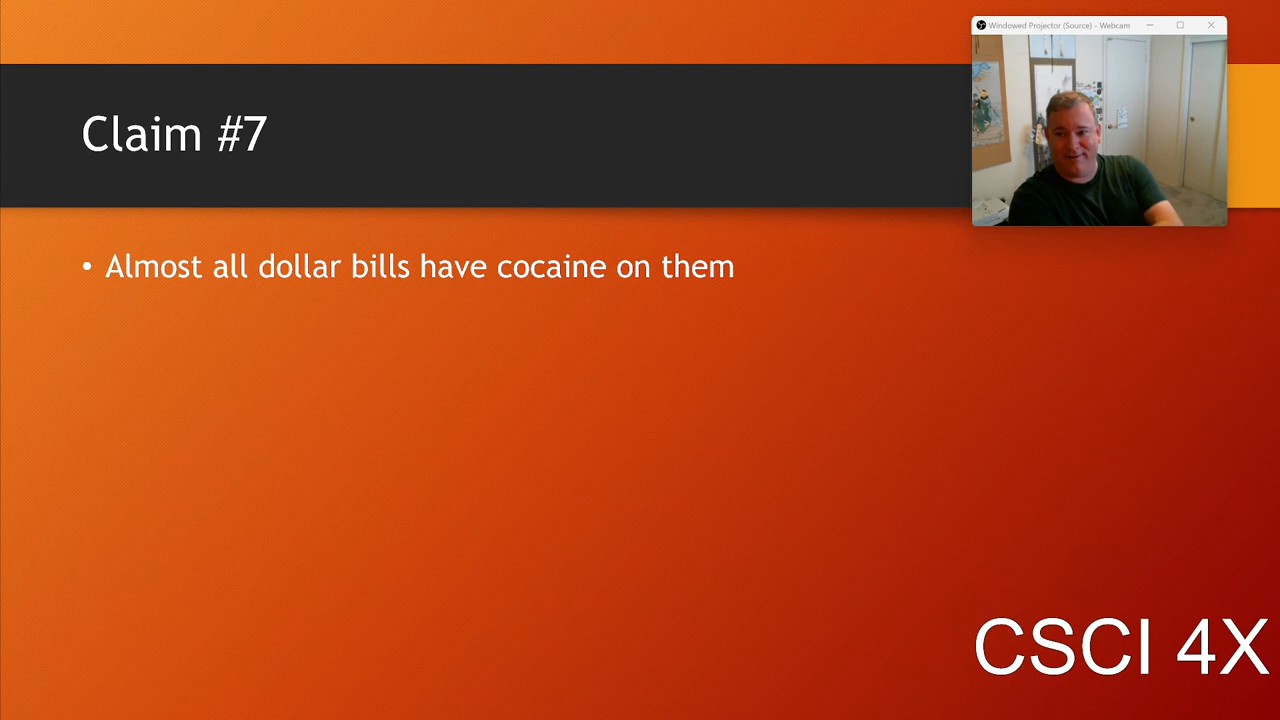 Windowed Projector (Source) - Webcam
Claim #7
• Almost all dollar bills have cocaine on them
CSCI 4X